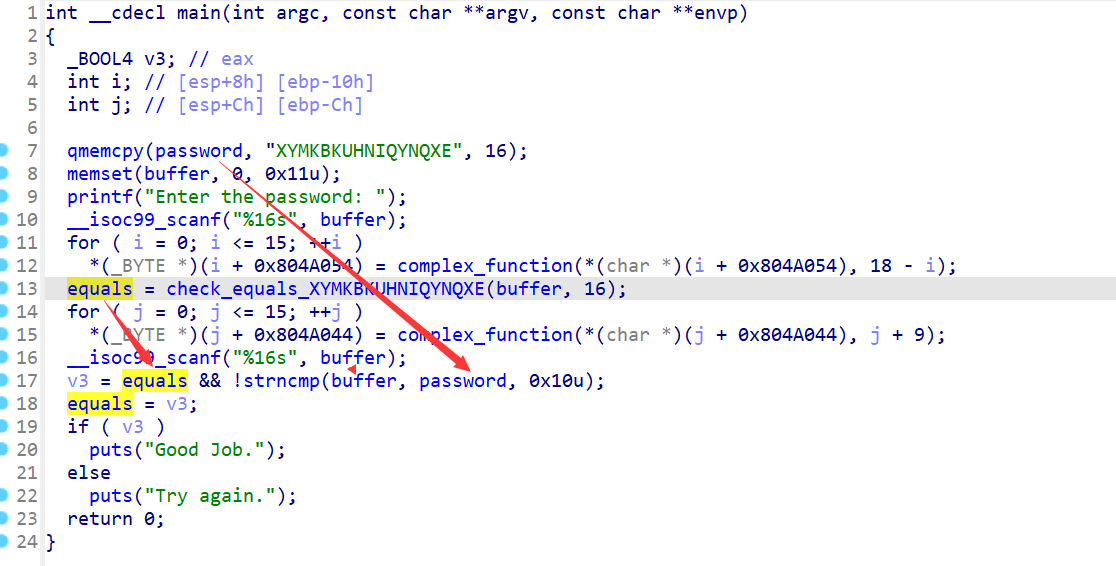 1 int __cdecl main(int argc, const char **argv, const char **envp)
2 {
3 _BOOL4 v3; // eax
4 int i; // [esp+8h] [ebp-10h]
5 int j; // [esp+Ch] [ebp-Ch]
6
7 qmemcpy(password, "XYMKBKUHNIQYNQXE", 16);
8 memset(buffer, 0, 0x11u);
9 printf("Enter the password: ");
10 __isoc99_scanf("%16s", buffer);
11 for ( i = 0; i <= 15; ++i )
12 *(_BYTE *)(i + 0x804A054) = complex_function(*(char *)(i + 0x804A054), 18 - i);
13 equals = check_equals_XYMKBKUHNIQYNQXE(buffer, 16);
14 for ( j = 0; j <= 15; ++j )
15 *(_BYTE *)(j + 0x804A044) = complex_function(*(char *)(j + 0x804A044), j + 9);
16 __isoc99_scanf("%16s", buffer);
17 v3 = equals && !strncmp(buffer, password, 0x10u);
18 equals = v3;
19 if ( v3 )
20 puts("Good Job.");
21 else
22 puts("Try again.");
23 return 0;
24 }